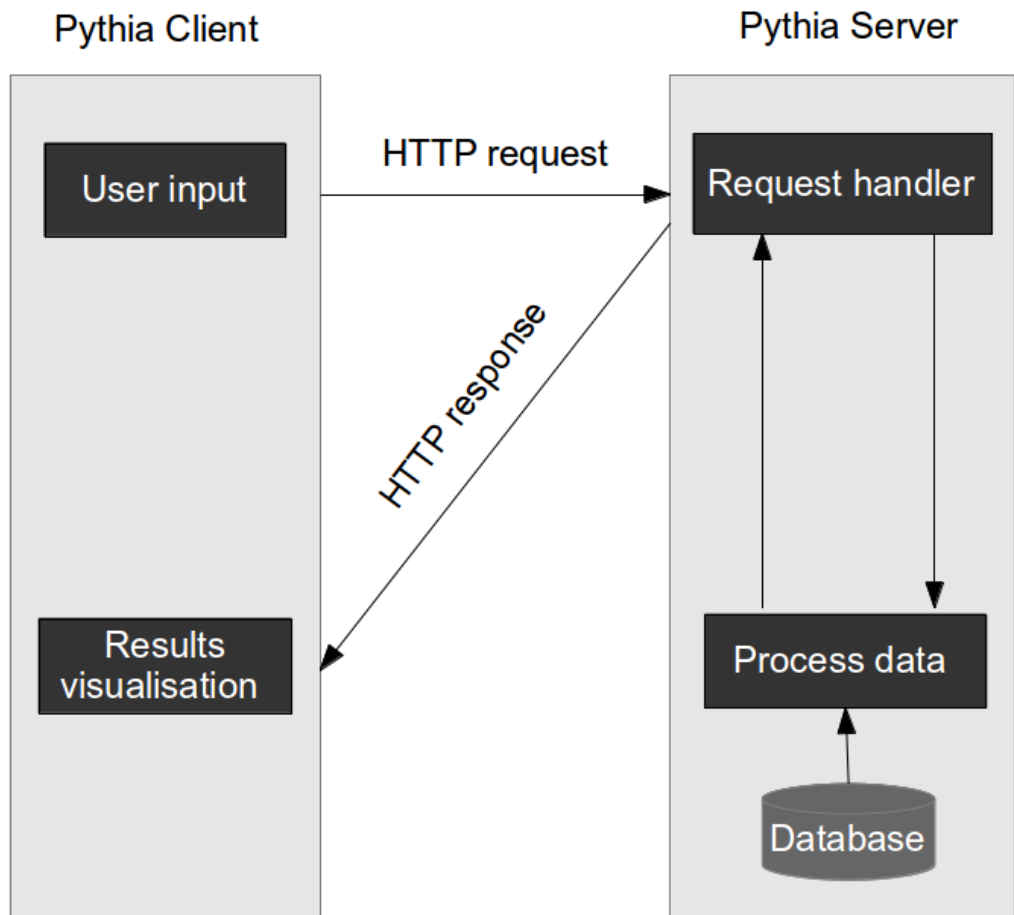 Pythia Client
Pythia Server
User input
HTTP request
Request handler
HTTP response
Results
visualisation
Process data
Database